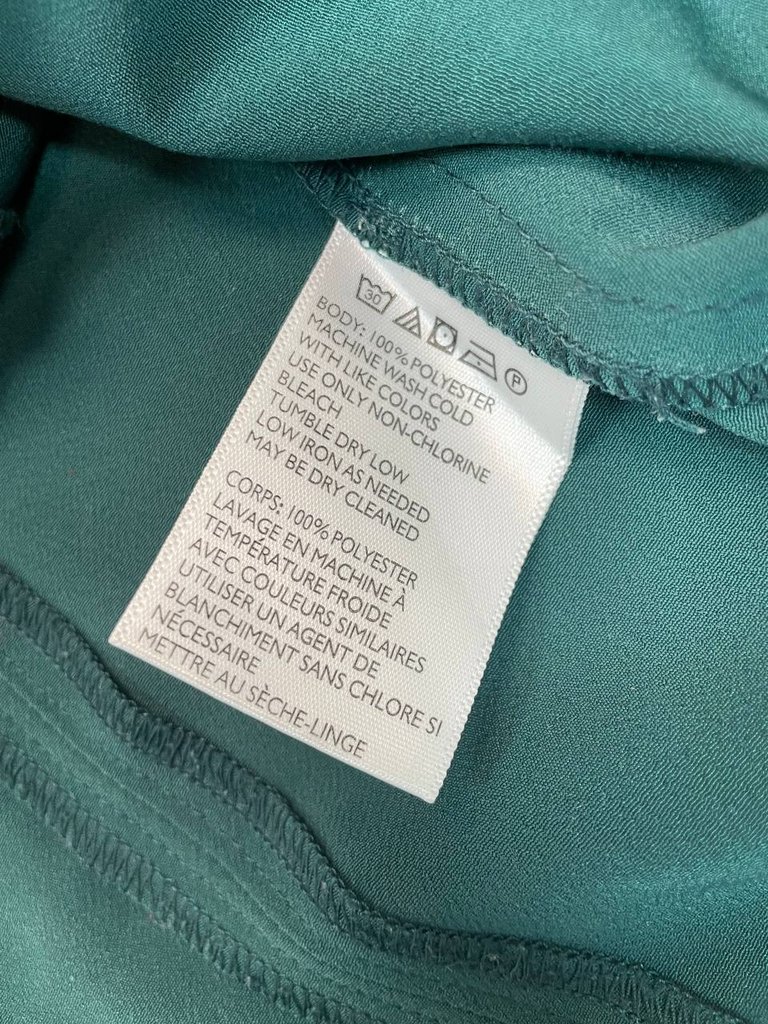 30 P
BODY: 100% POLYESTER
MACHINE WASH COLD
WITH LIKE COLORS
USE ONLY NON-CHLORINE
BLEACH
TUMBLE DRY LOW
LOW IRON AS NEEDED
MAY BE DRY CLEANED
CORPS: 100% POLYESTER
LAVAGE EN MACHINE À
TEMPÉRATURE FROIDE
AVEC COULEURS SIMILAIRES
UTILISER UN AGENT DE
BLANCHIMENT SANS CHLORE SI
NÉCESSAIRE
METTRE AU SÈCHE-LINGE